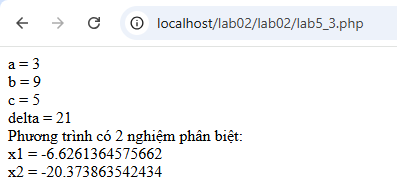 localhost/lab02/lab02/lab5_3.php
a = 3
b = 9
c = 5
delta = 21
Phương trình có 2 nghiệm phân biệt:
x1 = -6.6261364575662
x2 = -20.373863542434